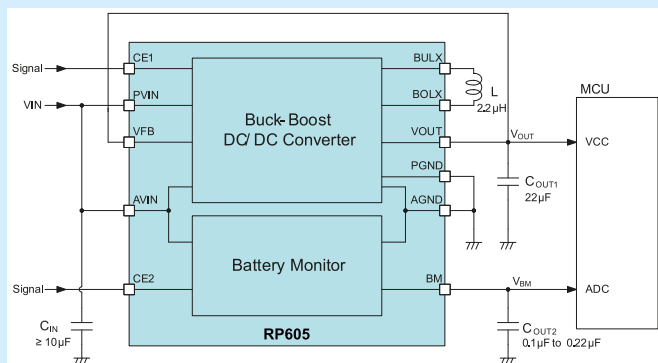 CE1
BULX
Signal
MCU
L
2.2µH
PVIN
BOLX
VIN
Buck-Boost
DC/ DC Converter
VFB
VOUT
VOUT
VCC
PGND
COUT1
22µF
AVIN
AGND
Battery Monitor
CE2
BM
Signal
VBM
ADC
CIN
≥ 10µF
RP605
COUT2
0.1µF to 0.22µF